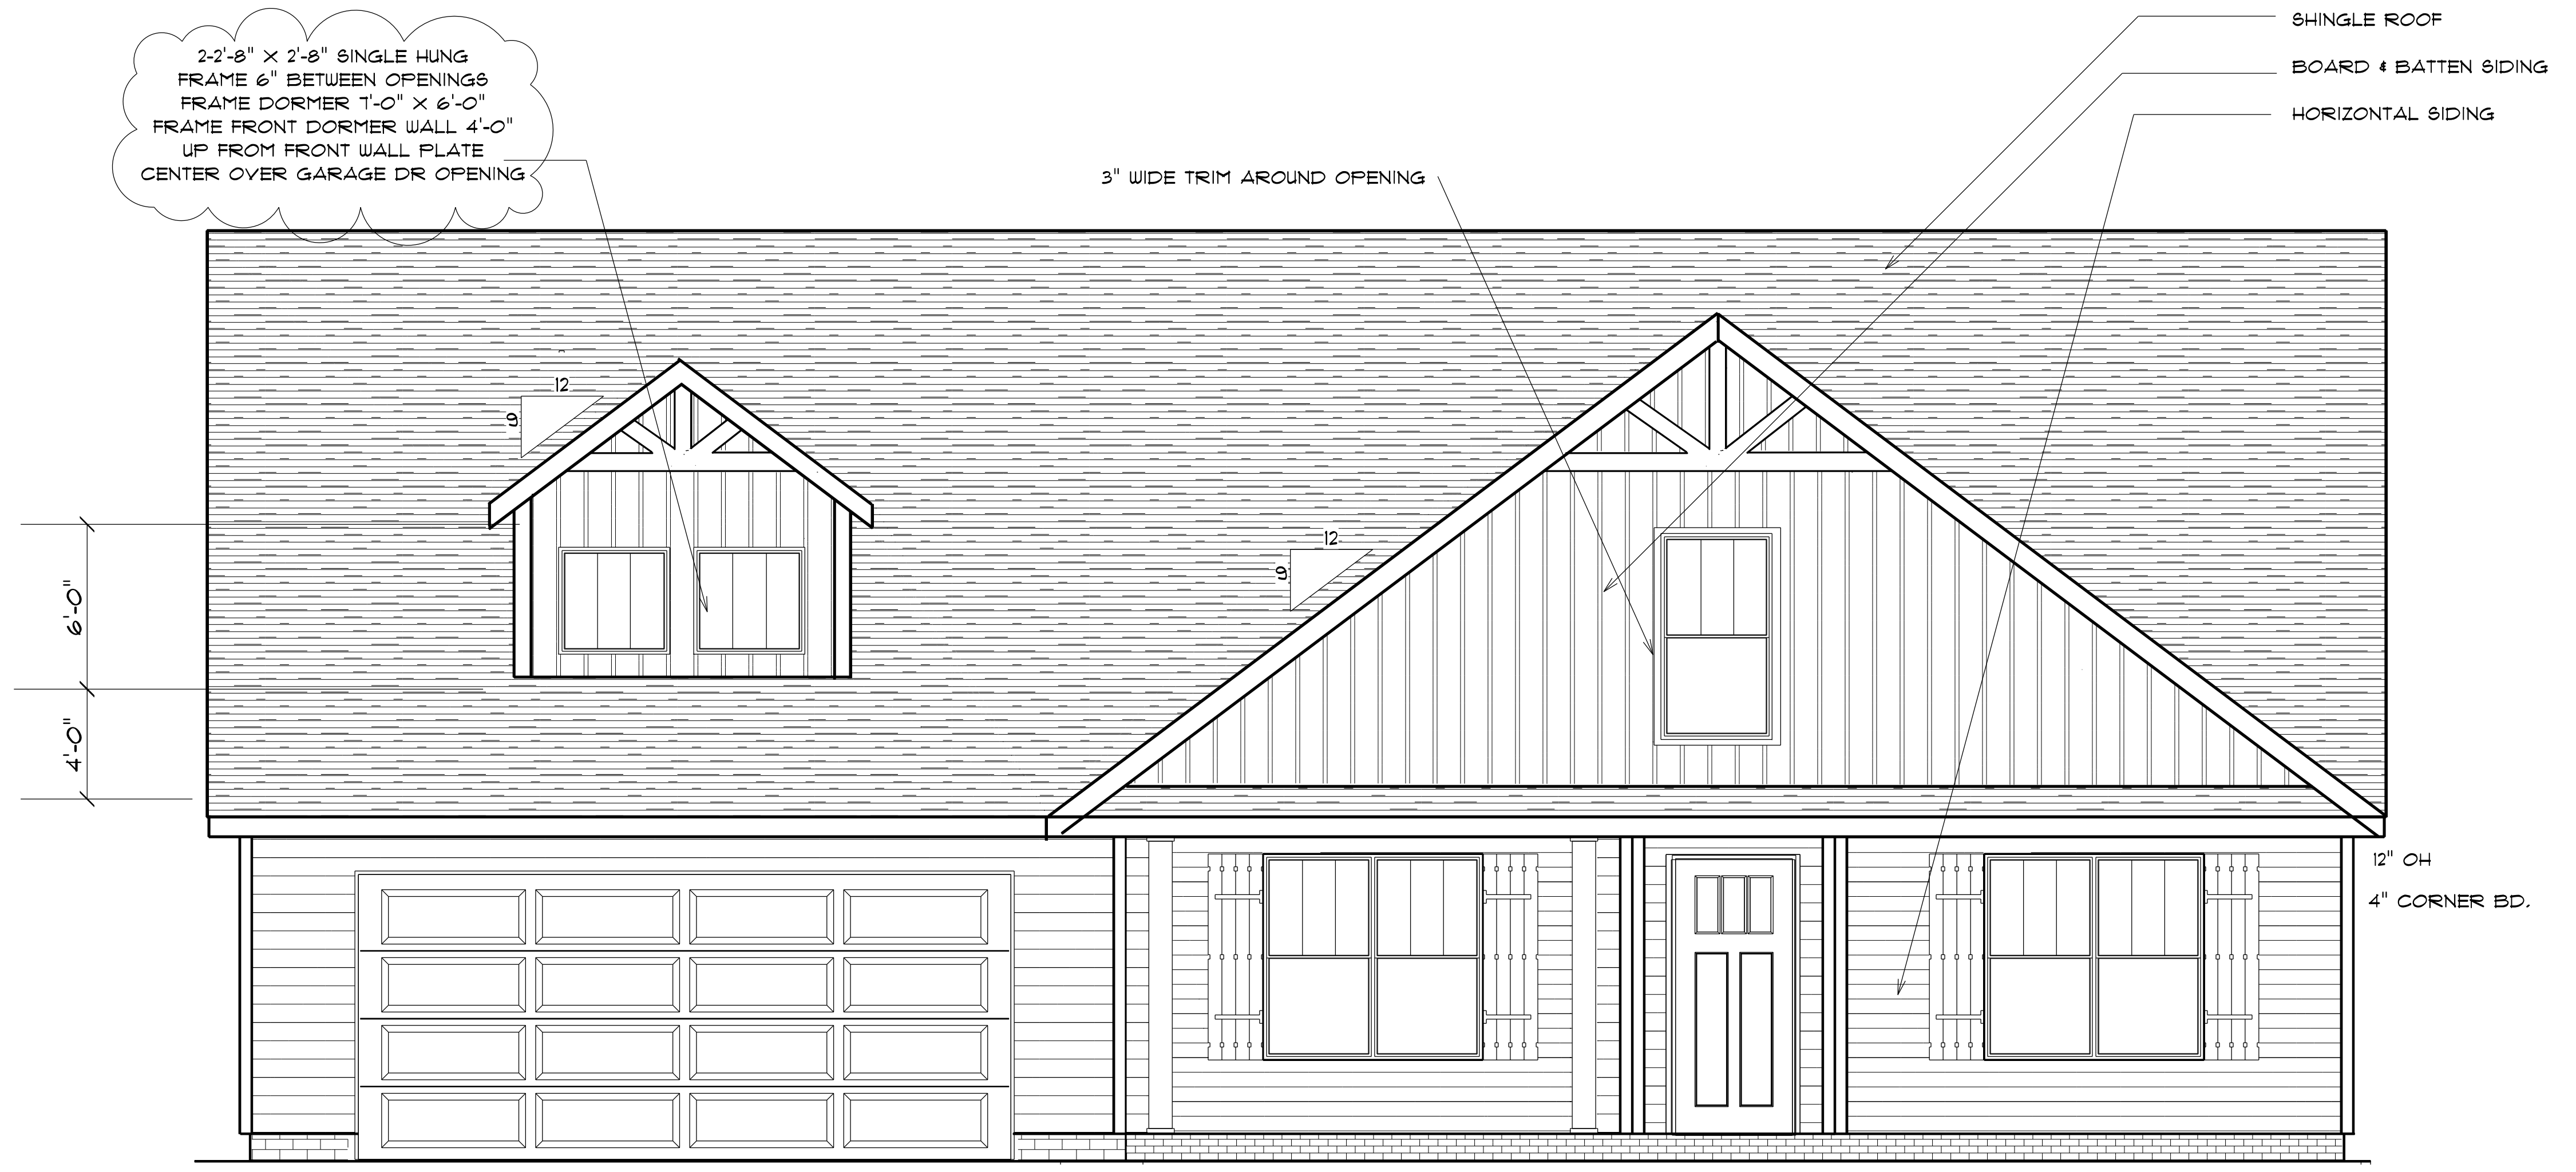 2-2'-8" X 2'-8" SINGLE HUNG
FRAME 6" BETWEEN OPENINGS
FRAME DORMER 7'-0" X 6'-0"
FRAME FRONT DORMER WALL 4'-0"
UP FROM FRONT WALL PLATE
CENTER OVER GARAGE DR OPENING
SHINGLE ROOF
BOARD & BATTEN SIDING
HORIZONTAL SIDING
3" WIDE TRIM AROUND OPENING
12
9
12
9
6'-0"
4'-0"
12" OH
4" CORNER BD.